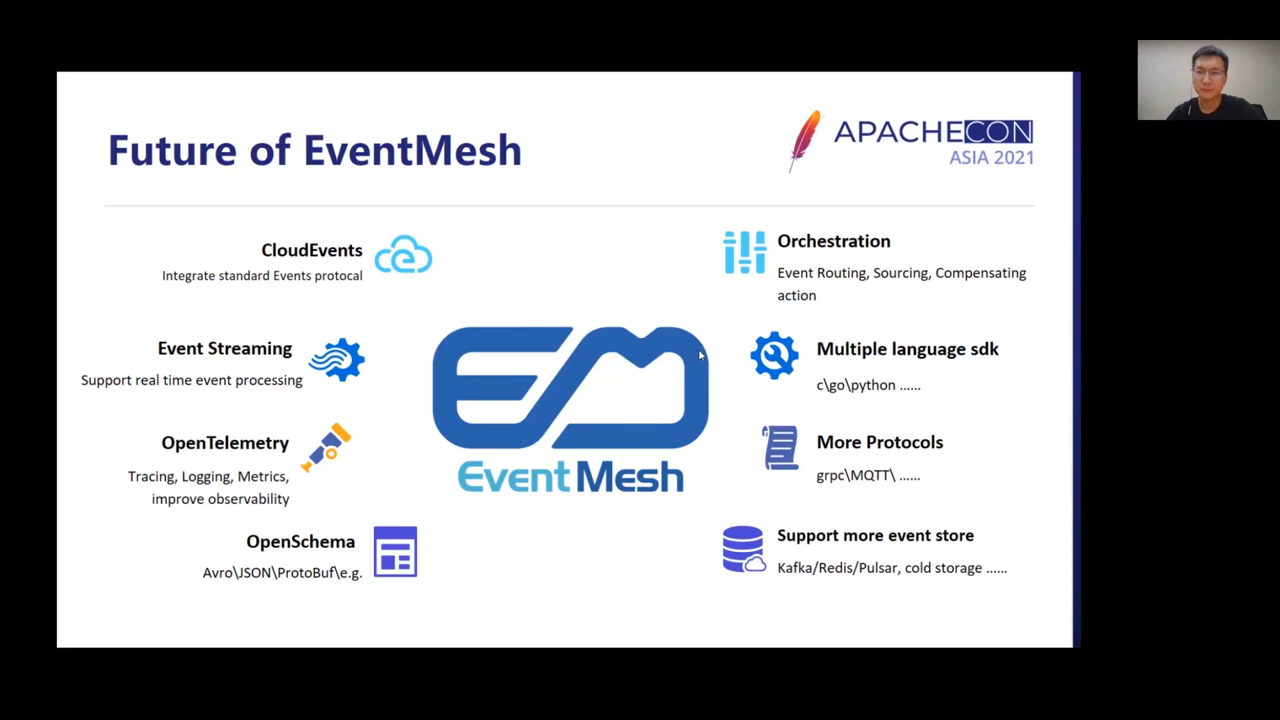 Future of EventMesh
APACHECON
ASIA 2021
CloudEvents
Integrate standard Events protocal
Event Streaming
Support real time event processing
OpenTelemetry
Tracing, Logging, Metrics,
improve observability
OpenSchema
Avro\JSON\ProtoBuf\e.g.
EventMesh
Orchestration
Event Routing, Sourcing, Compensating
action
Multiple language sdk
c\go\python ......
More Protocols
grpc\MQTT\ ......
Support more event store
Kafka/Redis/Pulsar, cold storage ......